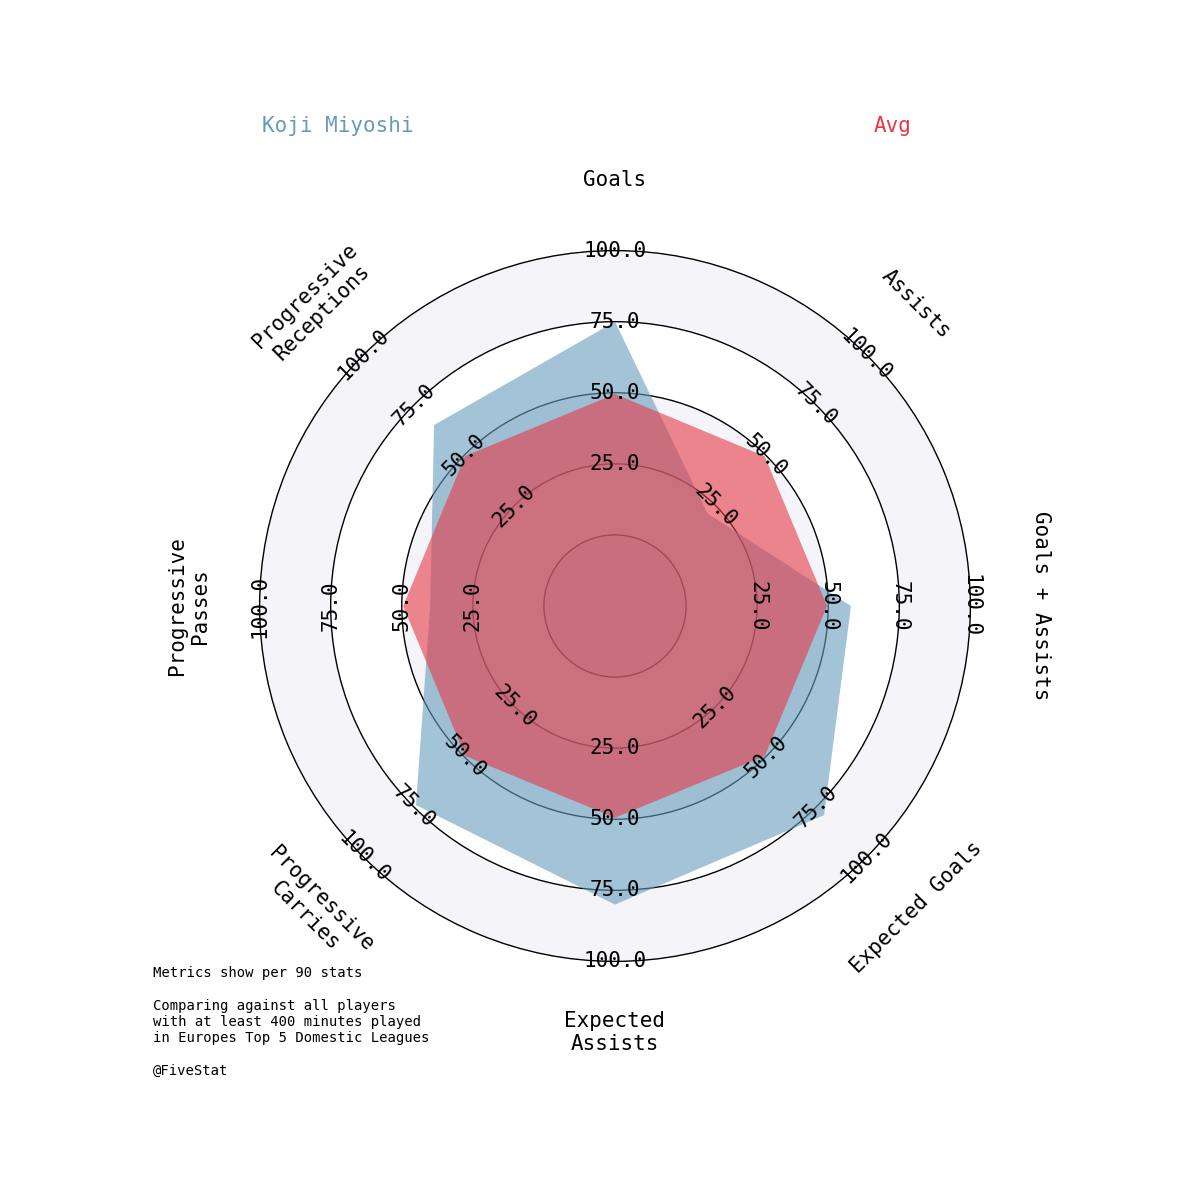 Koji Miyoshi
Avg
Goals
Assists
Goals + Assists
Expected Goals
Expected
Assists
Progressive
Carries
Progressive
Passes
Progressive
Receptions
25.0
50.0
75.0
100.0
25.0
50.0
75.0
100.0
25.0
50.0
75.0
100.0
25.0
50.0
75.0
100.0
25.0
50.0
75.0
100.0
25.0
50.0
75.0
100.0
25.0
50.0
75.0
100.0
25.0
50.0
75.0
100.0
Metrics show per 90 stats
Comparing against all players
with at least 400 minutes played
in Europes Top 5 Domestic Leagues
@FiveStat